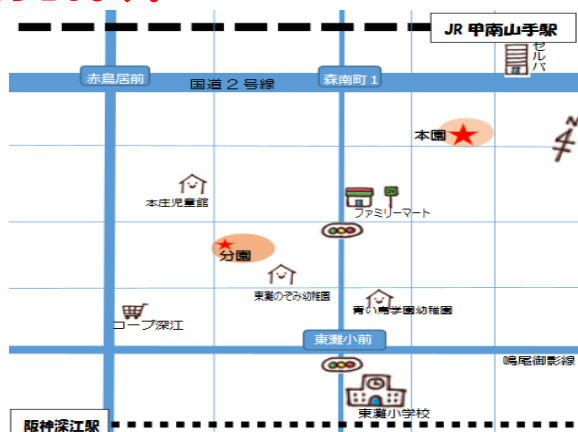 JR 甲南山手駅
セルバ
赤鳥居前
国道2号線
森南町1
本園
N
本庄児童館
ファミリーマート
分園
東灘のぞみ幼稚園
青い鳥学園幼稚園
コープ深江
東灘小前
鳴尾御影線
東灘小学校
阪神深江駅